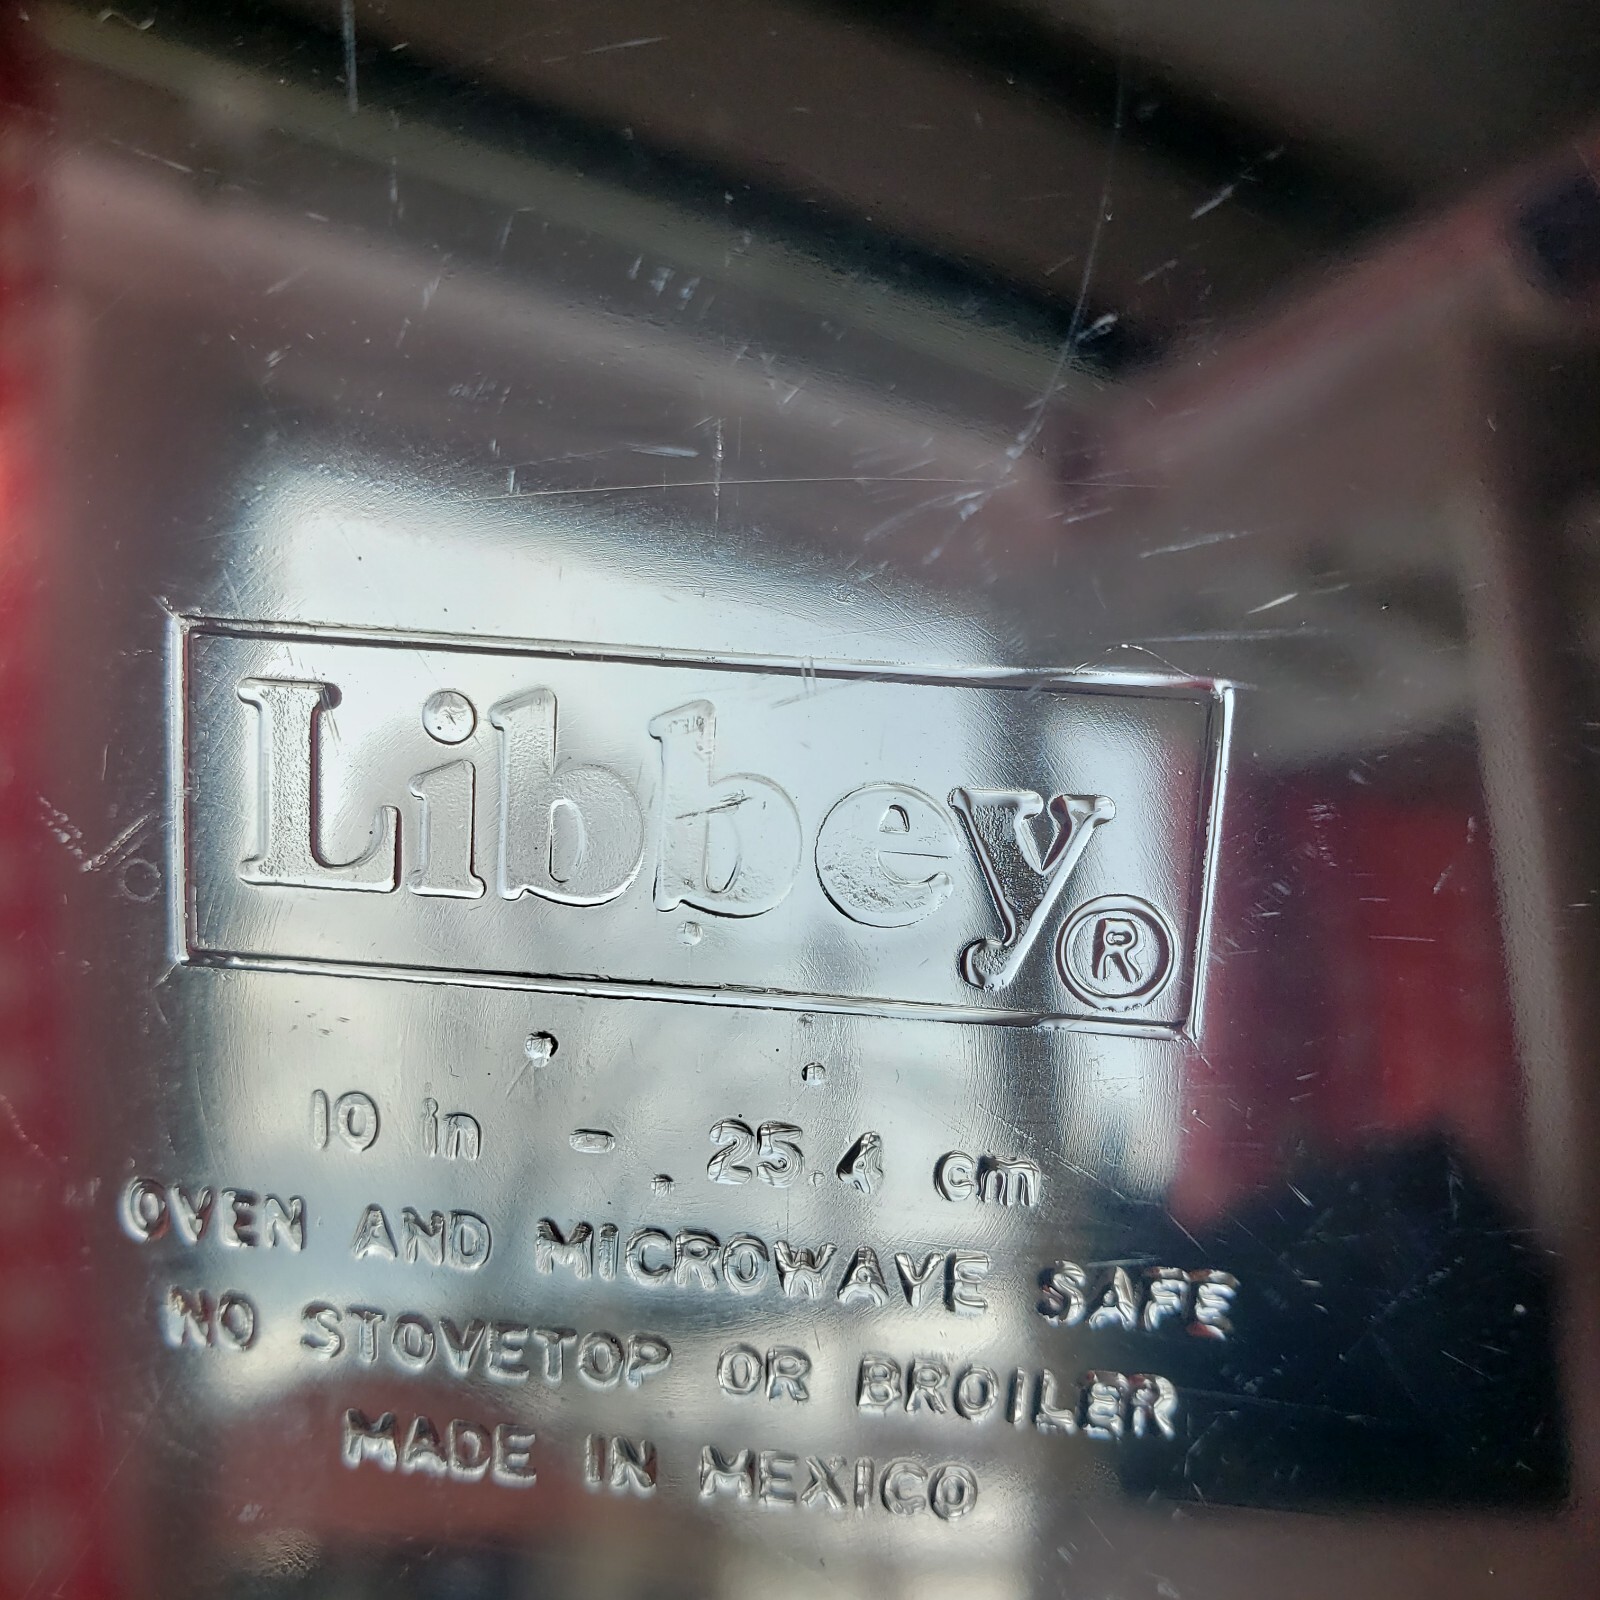 Libbey®
10 in - 25.4 cm
OVEN AND MICROWAVE SAFE
NO STOVETOP OR BROILER
MADE IN MEXICO